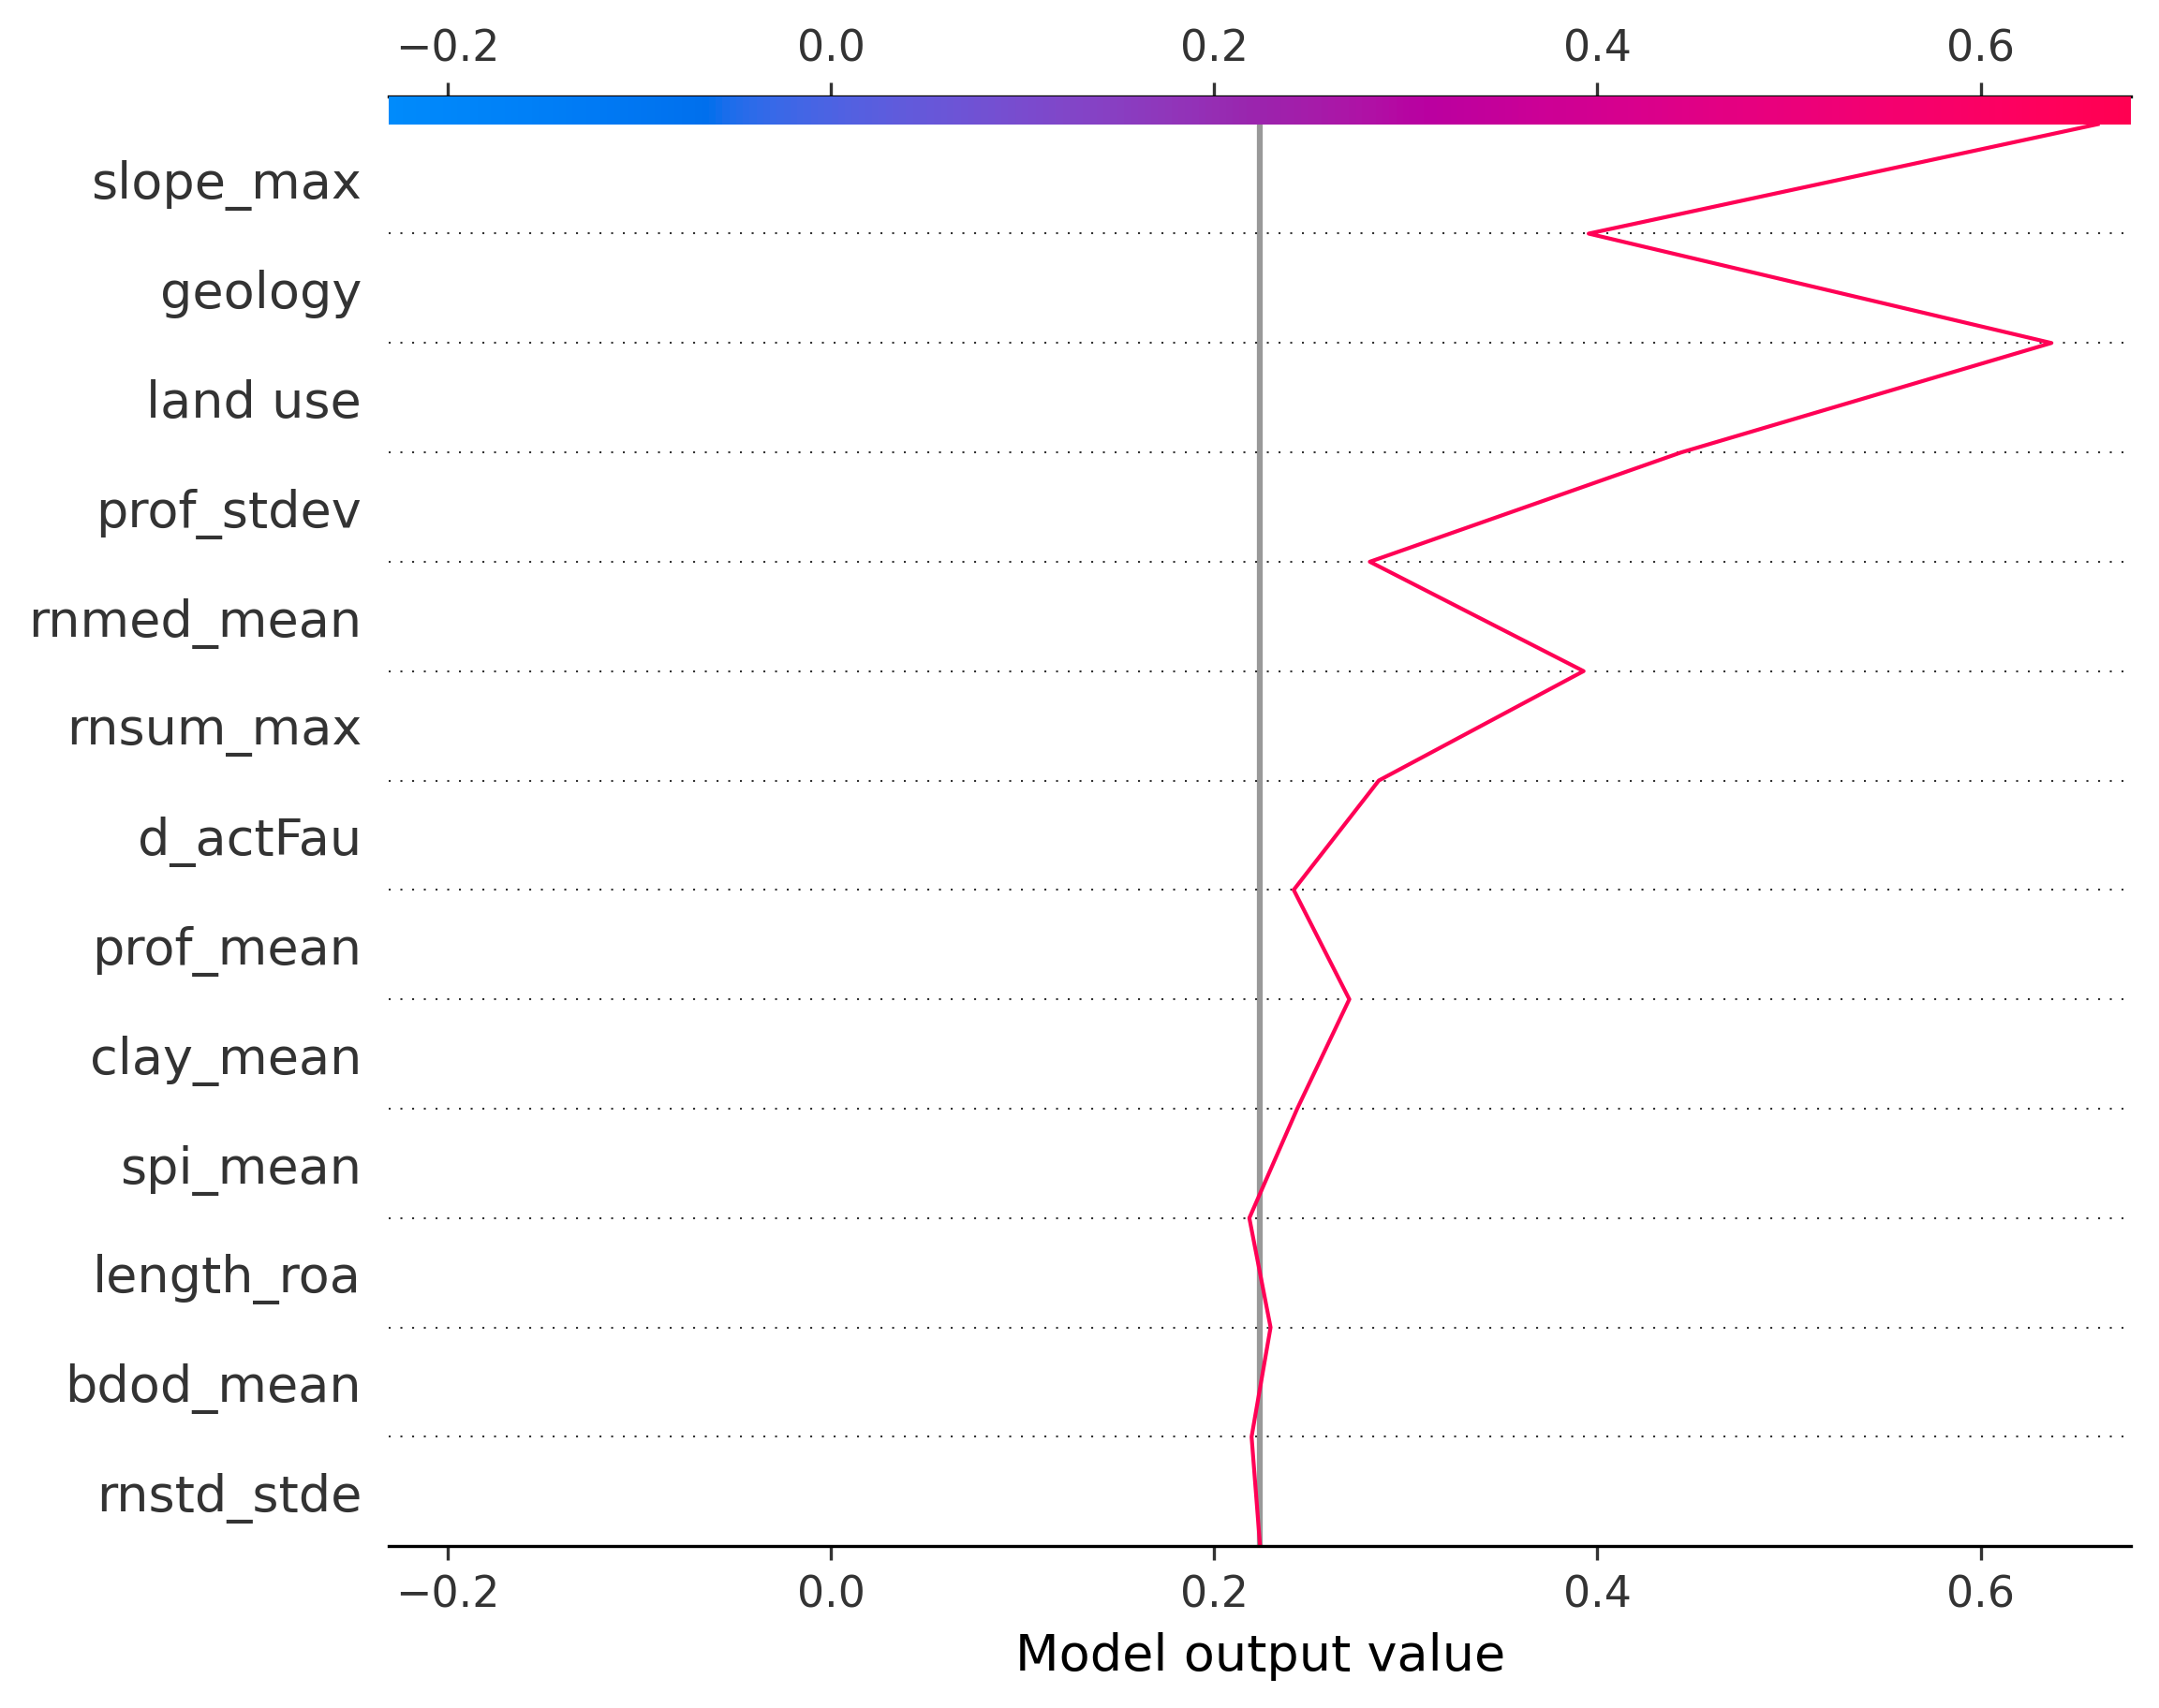 −0.2 0.0 0.2 0.4 0.6
slope_max
geology
land use
prof_stdev
rnmed_mean
rnsum_max
d_actFau
prof_mean
clay_mean
spi_mean
length_roa
bdod_mean
rnstd_stde
−0.2 0.0 0.2 0.4 0.6
Model output value